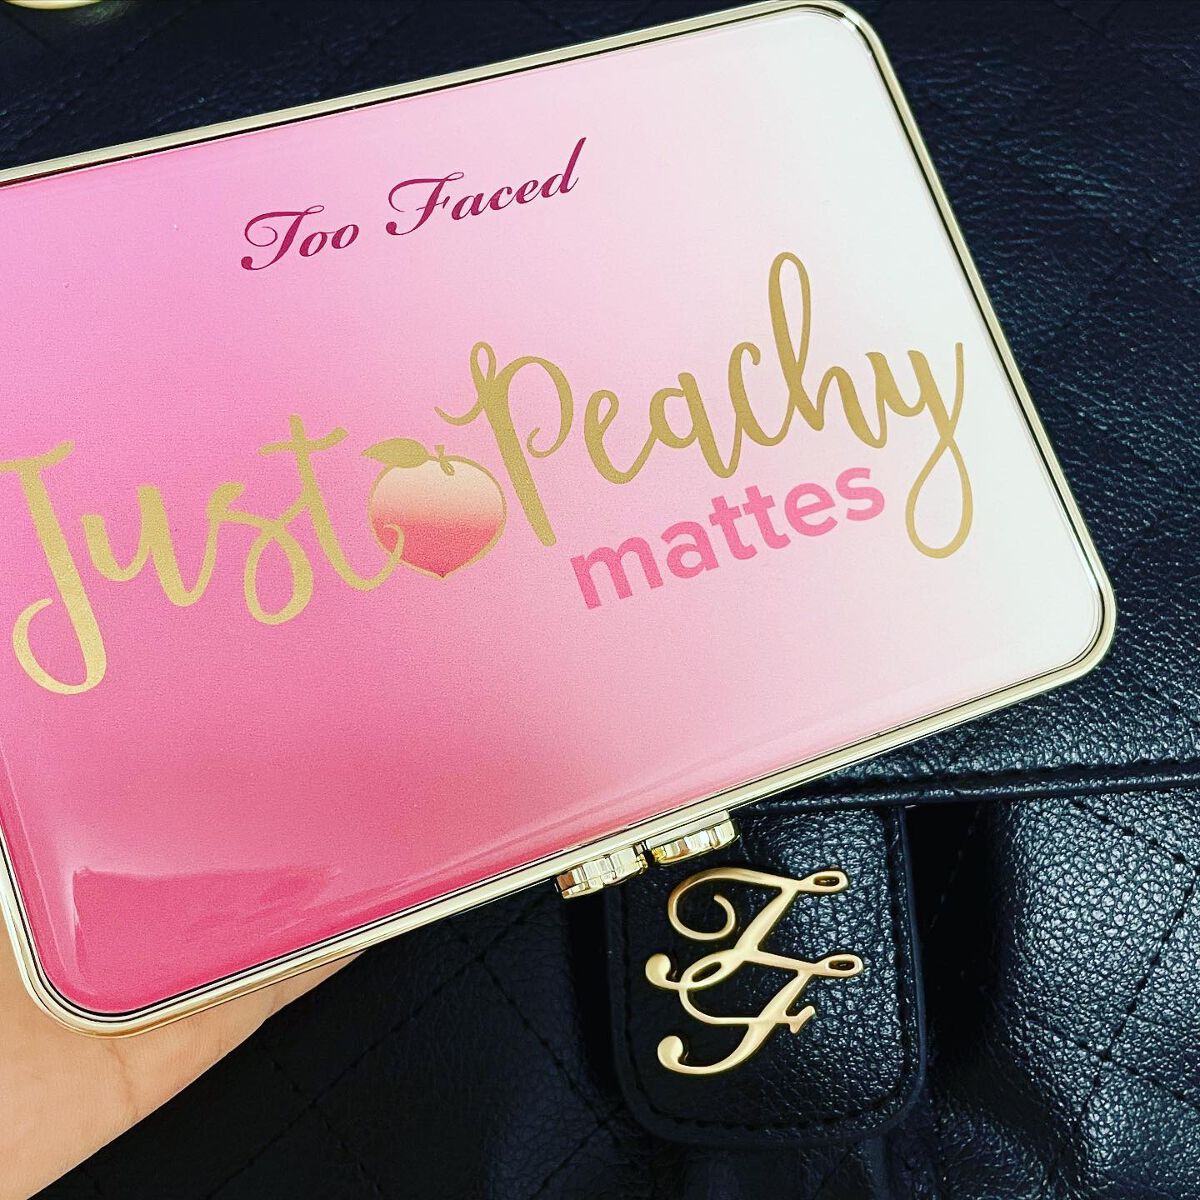 Too Faced
Just Peachy
mattes
TF